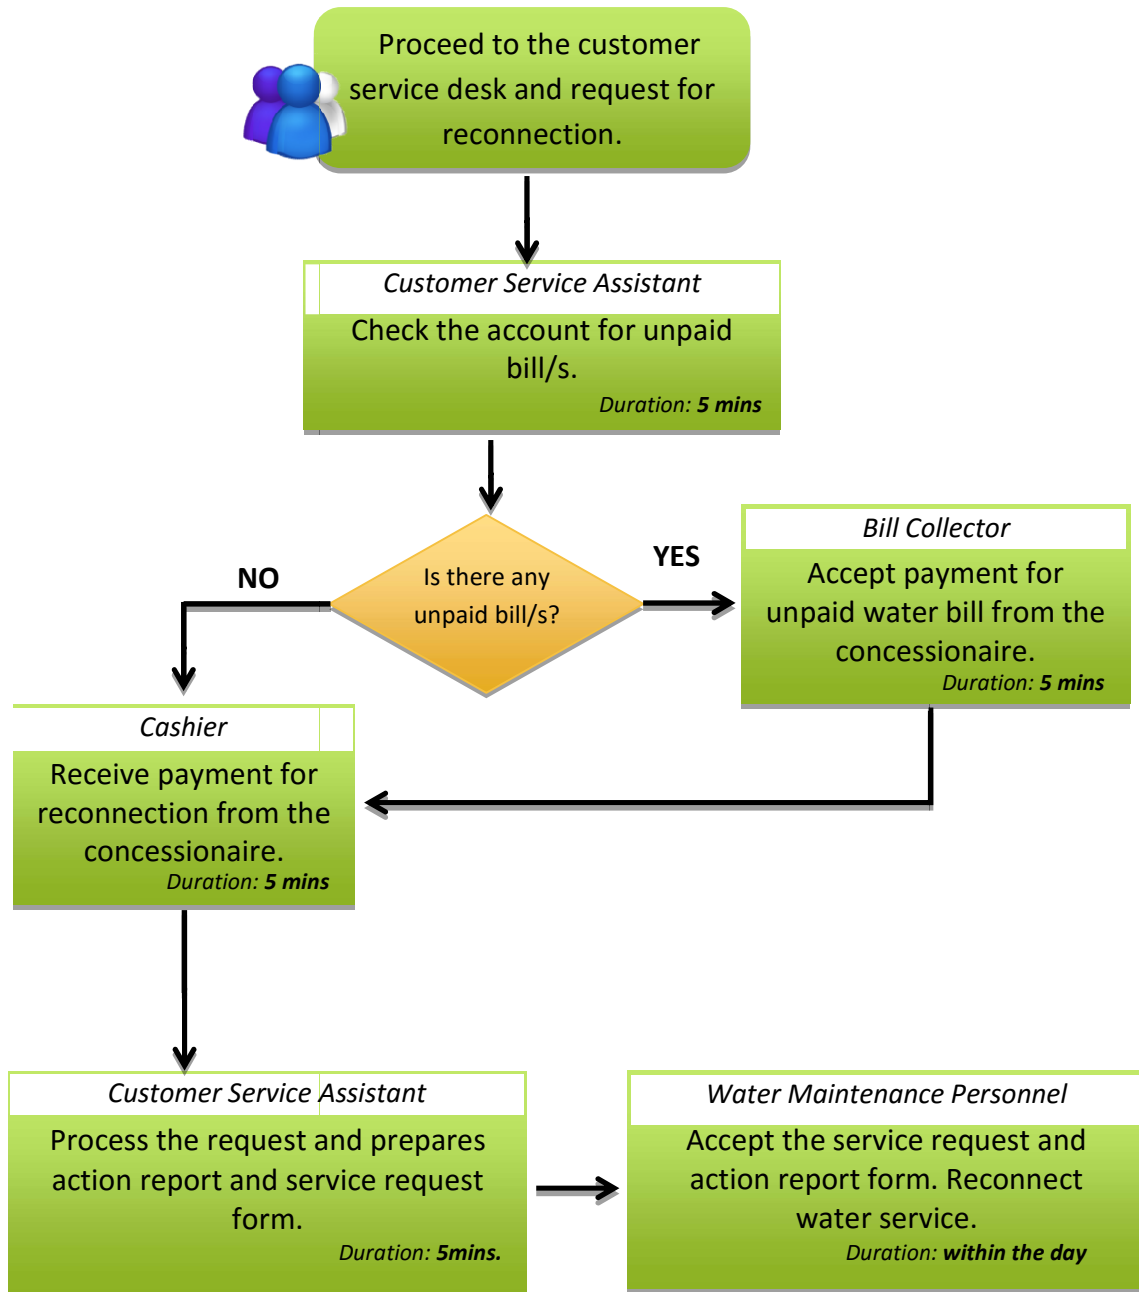 Proceed to the customer
service desk and request for
reconnection.
Customer Service Assistant
Check the account for unpaid
bill/s.
Duration: 5 mins
Is there any
unpaid bill/s?
NO
YES
Bill Collector
Accept payment for
unpaid water bill from the
concessionaire.
Duration: 5 mins
Cashier
Receive payment for
reconnection from the
concessionaire.
Duration: 5 mins
Customer Service Assistant
Process the request and prepares
action report and service request
form.
Duration: 5mins.
Water Maintenance Personnel
Accept the service request and
action report form. Reconnect
water service.
Duration: within the day